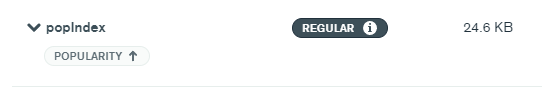 popIndex REGULAR 24.6 KB
POPULARITY ↑